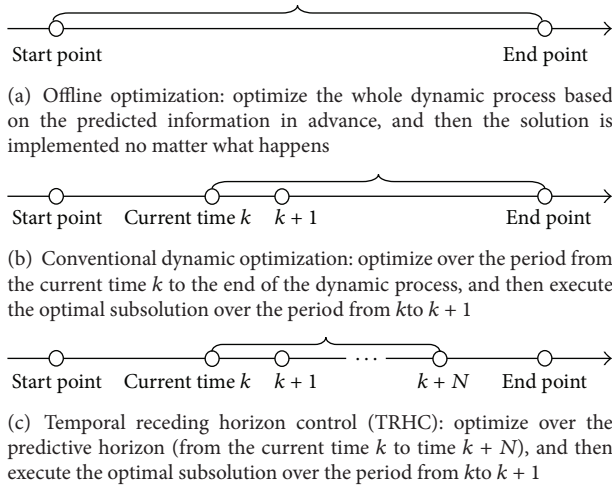 Start point End point
(a) Offline optimization: optimize the whole dynamic process based
on the predicted information in advance, and then the solution is
implemented no matter what happens
Start point Current time k k + 1 End point
(b) Conventional dynamic optimization: optimize over the period from
the current time k to the end of the dynamic process, and then execute
the optimal subsolution over the period from kto k + 1
···
Start point Current time k k + 1 k + N End point
(c) Temporal receding horizon control (TRHC): optimize over the
predictive horizon (from the current time k to time k + N), and then
execute the optimal subsolution over the period from kto k + 1